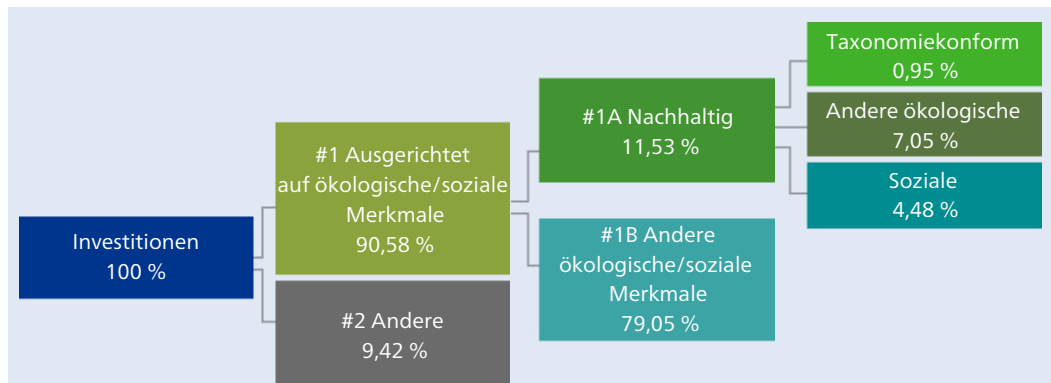 Investitionen
100 %
#1 Ausgerichtet
auf ökologische/soziale
Merkmale
90,58 %
#2 Andere
9,42 %
#1A Nachhaltig
11,53 %
#1B Andere
ökologische/soziale
Merkmale
79,05 %
Taxonomiekonform
0,95 %
Andere ökologische
7,05 %
Soziale
4,48 %